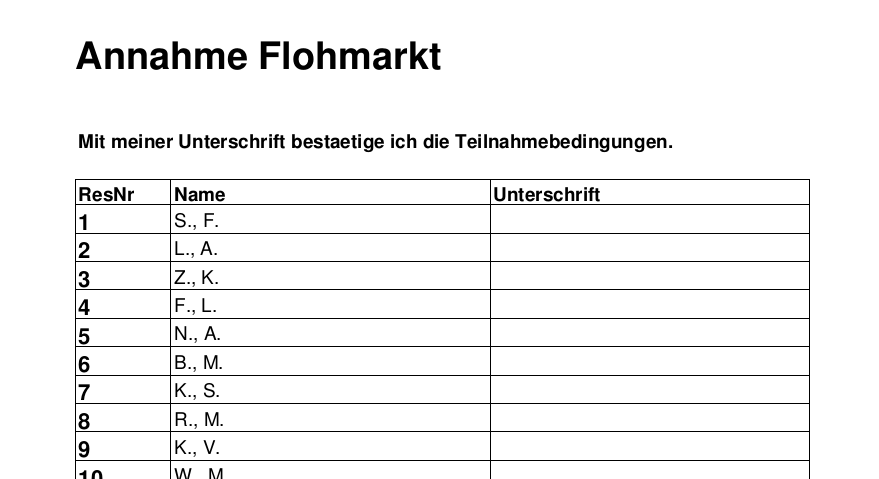 Annahme Flohmarkt
Mit meiner Unterschrift bestaetige ich die Teilnahmebedingungen.
ResNr Name Unterschrift
1 S., F.
2 L., A.
3 Z., K.
4 F., L.
5 N., A.
6 B., M.
7 K., S.
8 R., M.
9 K., V.
10 W., M